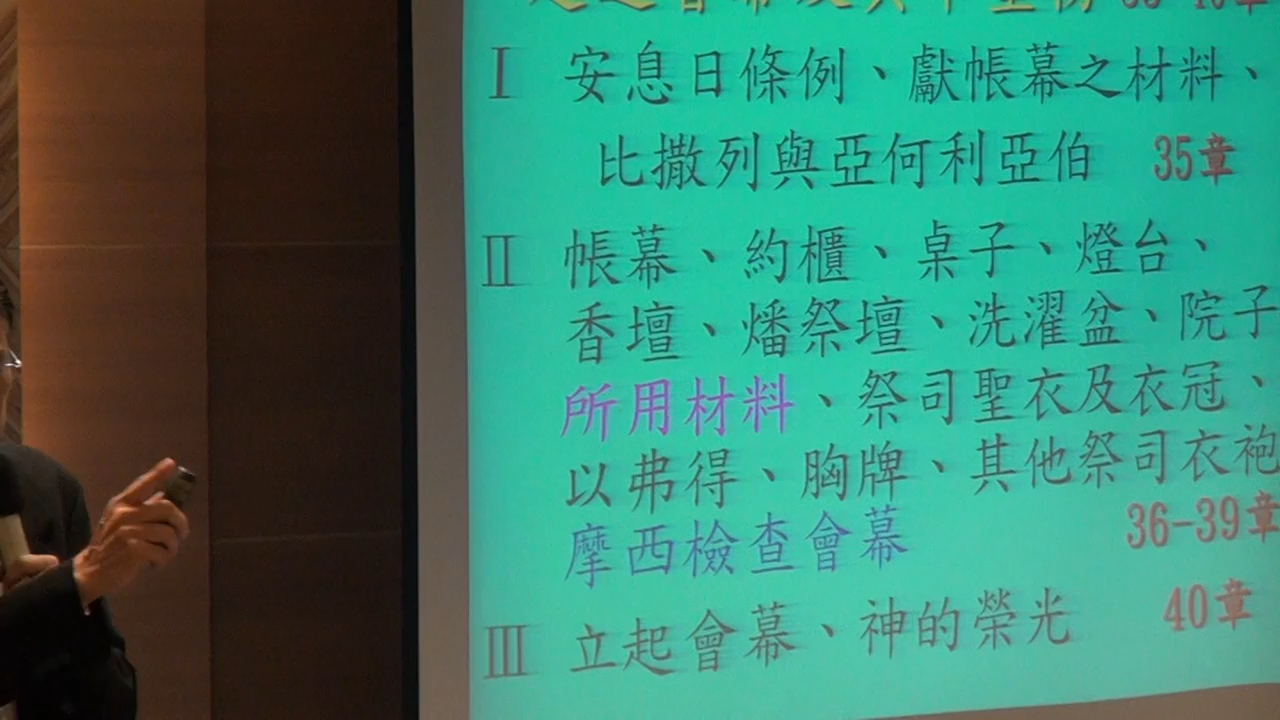 Ⅰ 安息日條例、獻帳幕之材料、
比撒列與亞何利亞伯 35章
Ⅱ 帳幕、約櫃、桌子、燈台、
香壇、燔祭壇、洗濯盆、院子
所用材料、祭司聖衣及衣冠、
以弗得、胸牌、其他祭司衣袍
摩西檢查會幕 36-39章
Ⅲ 立起會幕、神的榮光 40章